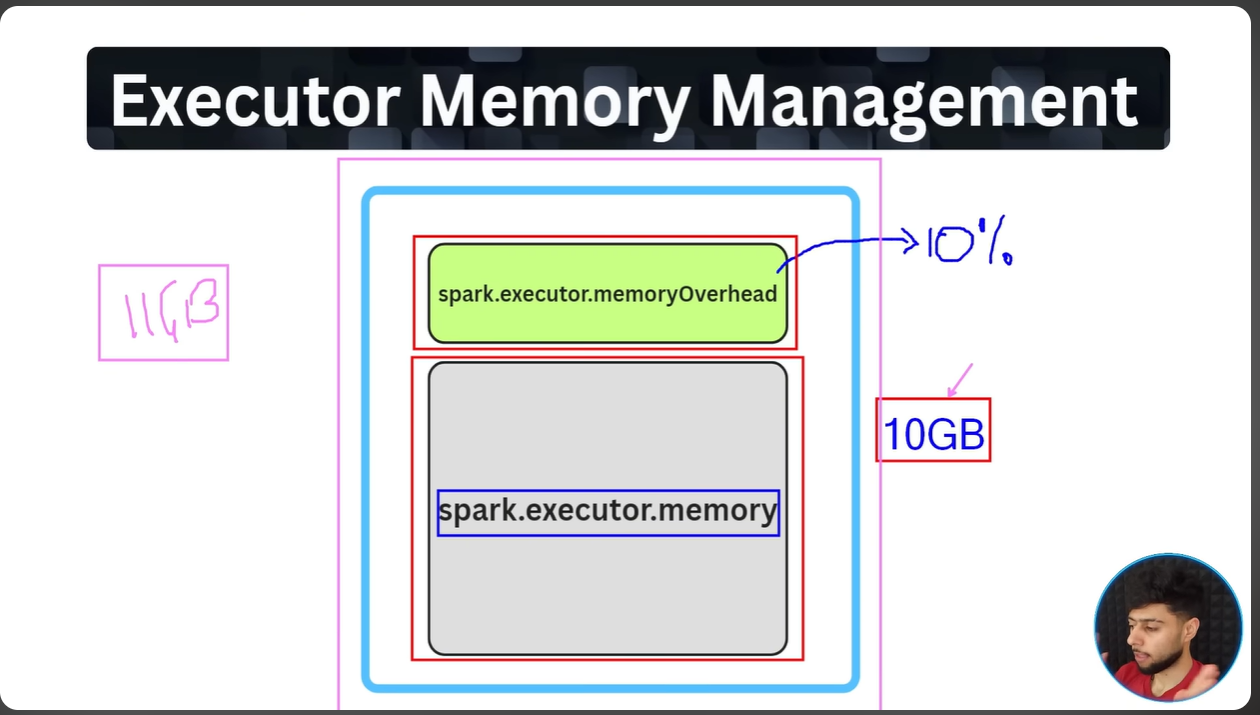 Executor Memory Management
10%
spark.executor.memoryOverhead
11GB
10GB
spark.executor.memory